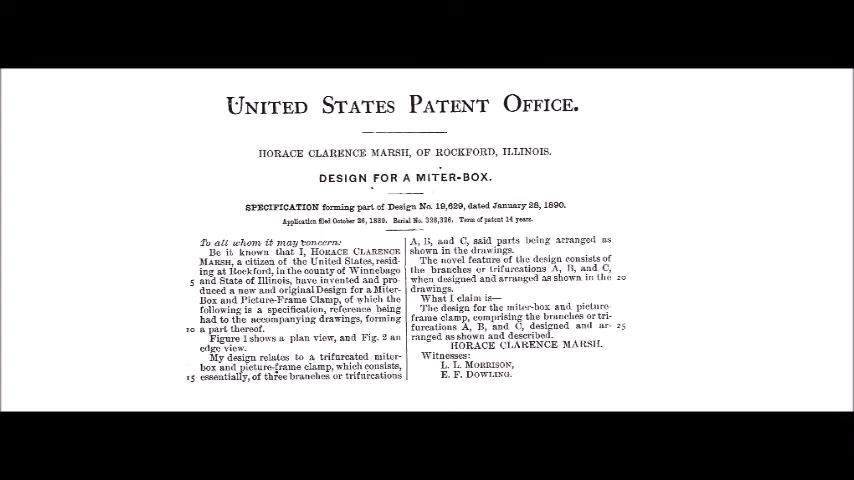 UNITED STATES PATENT OFFICE.
HORACE CLARENCE MARSH, OF ROCKFORD, ILLINOIS.
DESIGN FOR A MITER-BOX.
SPECIFICATION forming part of Design No. 19,629, dated January 28, 1890.
Application filed October 26, 1889. Serial No. 328,326. Term of patent 14 years.
To all whom it may concern:
Be it known that I, HORACE CLARENCE
MARSH, a citizen of the United States, resid-
ing at Rockford, in the county of Winnebago
5 and State of Illinois, have invented and pro-
duced a new and original Design for a Miter-
Box and Picture-Frame Clamp, of which the
following is a specification, reference being
had to the accompanying drawings, forming
10 a part thereof.
Figure 1 shows a plan view, and Fig. 2 an
edge view.
My design relates to a trifurcated miter-
box and picture-frame clamp, which consists,
15 essentially, of three branches or trifurcations
A, B, and C, said parts being arranged as
shown in the drawings.
The novel feature of the design consists of
the branches or trifurcations A, B, and C,
when designed and arranged as shown in the 20
drawings.
What I claim is—
The design for the miter-box and picture-
frame clamp, comprising the branches or tri-
furcations A, B, and C, designed and ar- 25
ranged as shown and described.
HORACE CLARENCE MARSH.
Witnesses:
L. L. MORRISON,
E. F. DOWLING.